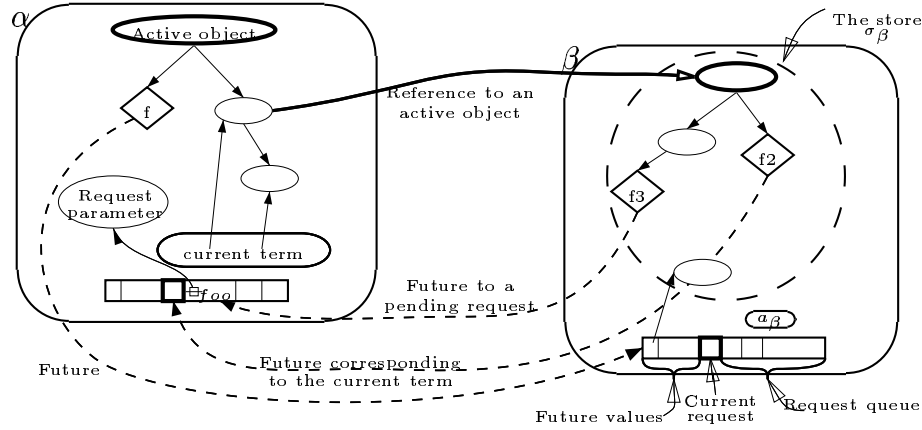 α
Active object
f
Request
parameter
current term
foo
Reference to an
active object
β
The store
σβ
f2
f3
Future to a
pending request
Future
Future corresponding
to the current term
aβ
Future values
Current
request
Request queue